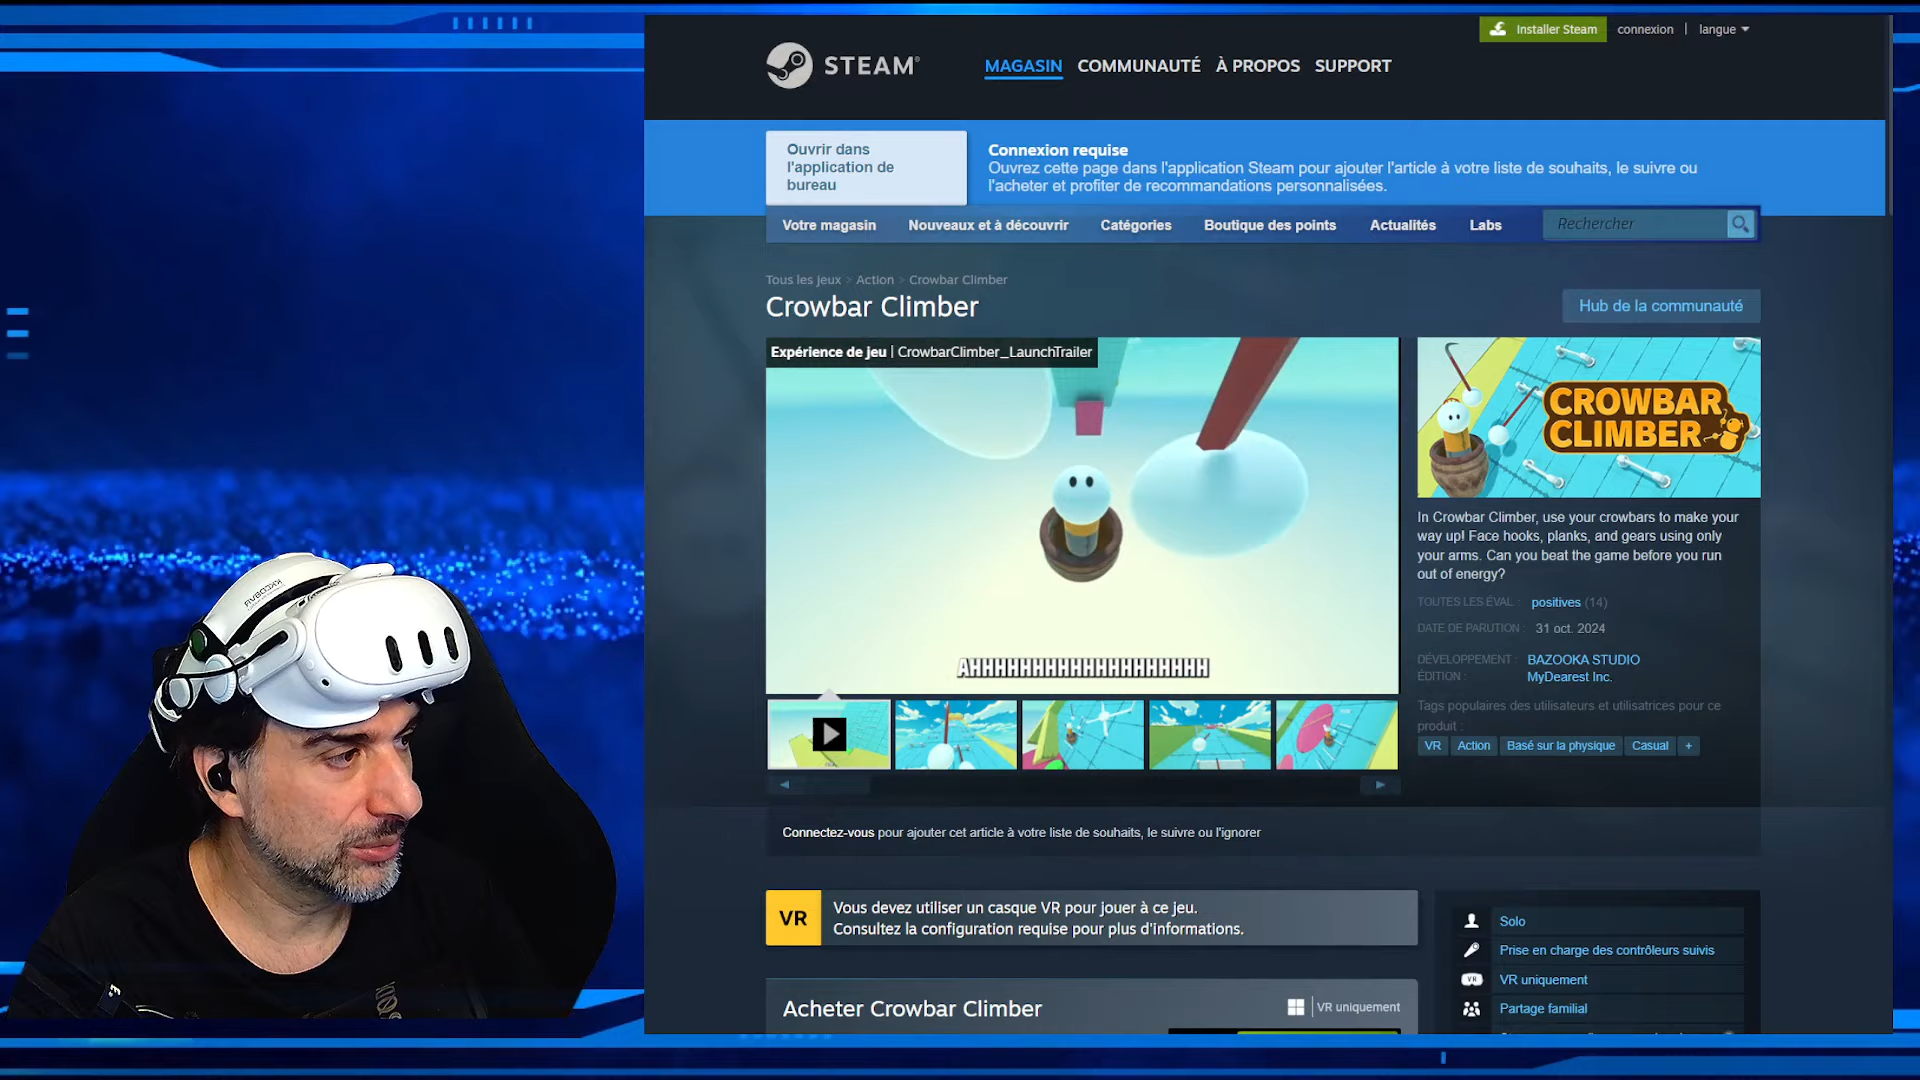 Installer Steam
connexion
langue
STEAM®
MAGASIN
COMMUNAUTÉ
À PROPOS
SUPPORT
Ouvrir dans
l'application de
bureau
Connexion requise
Ouvrez cette page dans l'application Steam pour ajouter l'article à votre liste de souhaits, le suivre ou
l'acheter et profiter de recommandations personnalisées.
Votre magasin
Nouveaux et à découvrir
Catégories
Boutique des points
Actualités
Labs
Rechercher
Tous les jeux > Action > Crowbar Climber
Crowbar Climber
Hub de la communauté
Expérience de jeu | CrowbarClimber_LaunchTrailer
AHHHHHHHHHHHHHHHHHHHH
CROWBAR
CLIMBER
In Crowbar Climber, use your crowbars to make your
way up! Face hooks, planks, and gears using only
your arms. Can you beat the game before you run
out of energy?
TOUTES LES ÉVAL. : positives (14)
DATE DE PARUTION : 31 oct. 2024
DÉVELOPPEMENT : BAZOOKA STUDIO
ÉDITION : MyDearest Inc.
Tags populaires des utilisateurs et utilisatrices pour ce
produit :
VR
Action
Basé sur la physique
Casual
+
Connectez-vous pour ajouter cet article à votre liste de souhaits, le suivre ou l'ignorer
VR
Vous devez utiliser un casque VR pour jouer à ce jeu.
Consultez la configuration requise pour plus d'informations.
Solo
Prise en charge des contrôleurs suivis
VR uniquement
Partage familial
Acheter Crowbar Climber
VR uniquement